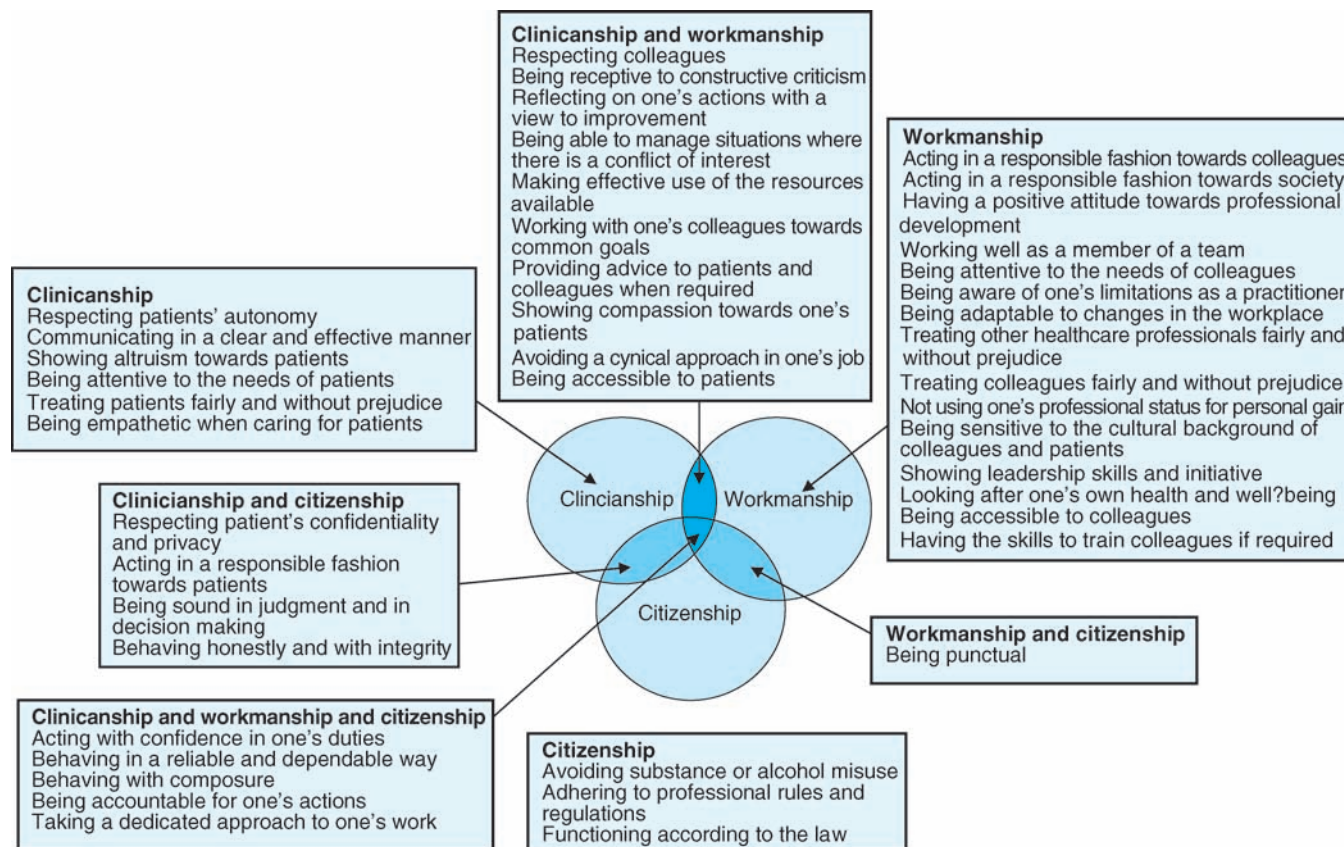 Clinicanship and workmanship
Respecting colleagues
Being receptive to constructive criticism
Reflecting on one's actions with a
view to improvement
Being able to manage situations where
there is a conflict of interest
Making effective use of the resources
available
Working with one's colleagues towards
common goals
Providing advice to patients and
colleagues when required
Showing compassion towards one's
patients
Avoiding a cynical approach in one's job
Being accessible to patients
Workmanship
Acting in a responsible fashion towards colleagues
Acting in a responsible fashion towards society
Having a positive attitude towards professional
development
Working well as a member of a team
Being attentive to the needs of colleagues
Being aware of one's limitations as a practitioner
Being adaptable to changes in the workplace
Treating other healthcare professionals fairly and
without prejudice
Treating colleagues fairly and without prejudice
Not using one's professional status for personal gain
Being sensitive to the cultural background of
colleagues and patients
Showing leadership skills and initiative
Looking after one's own health and well?being
Being accessible to colleagues
Having the skills to train colleagues if required
Clinicanship
Respecting patients' autonomy
Communicating in a clear and effective manner
Showing altruism towards patients
Being attentive to the needs of patients
Treating patients fairly and without prejudice
Being empathetic when caring for patients
Clincianship
Workmanship
Citizenship
Clinicianship and citizenship
Respecting patient's confidentiality
and privacy
Acting in a responsible fashion
towards patients
Being sound in judgment and in
decision making
Behaving honestly and with integrity
Workmanship and citizenship
Being punctual
Clinicanship and workmanship and citizenship
Acting with confidence in one's duties
Behaving in a reliable and dependable way
Behaving with composure
Being accountable for one's actions
Taking a dedicated approach to one's work
Citizenship
Avoiding substance or alcohol misuse
Adhering to professional rules and
regulations
Functioning according to the law